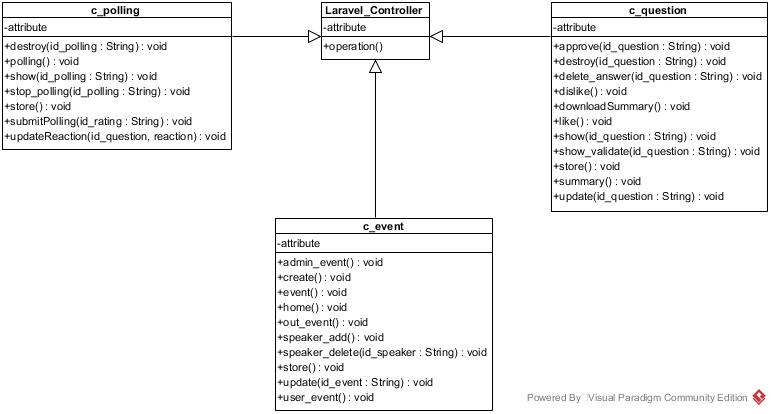 c_polling
-attribute
+destroy(id_polling : String) : void
+polling() : void
+show(id_polling : String) : void
+stop_polling(id_polling : String) : void
+store() : void
+submitPolling(id_rating : String) : void
+updateReaction(id_question, reaction) : void
Laravel_Controller
-attribute
+operation()
c_question
-attribute
+approve(id_question : String) : void
+destroy(id_question : String) : void
+delete_answer(id_question : String) : void
+dislike() : void
+downloadSummary() : void
+like() : void
+show(id_question : String) : void
+show_validate(id_question : String) : void
+store() : void
+summary() : void
+update(id_question : String) : void
c_event
-attribute
+admin_event() : void
+create() : void
+event() : void
+home() : void
+out_event() : void
+speaker_add() : void
+speaker_delete(id_speaker : String) : void
+store() : void
+update(id_event : String) : void
+user_event() : void
Powered By Visual Paradigm Community Edition